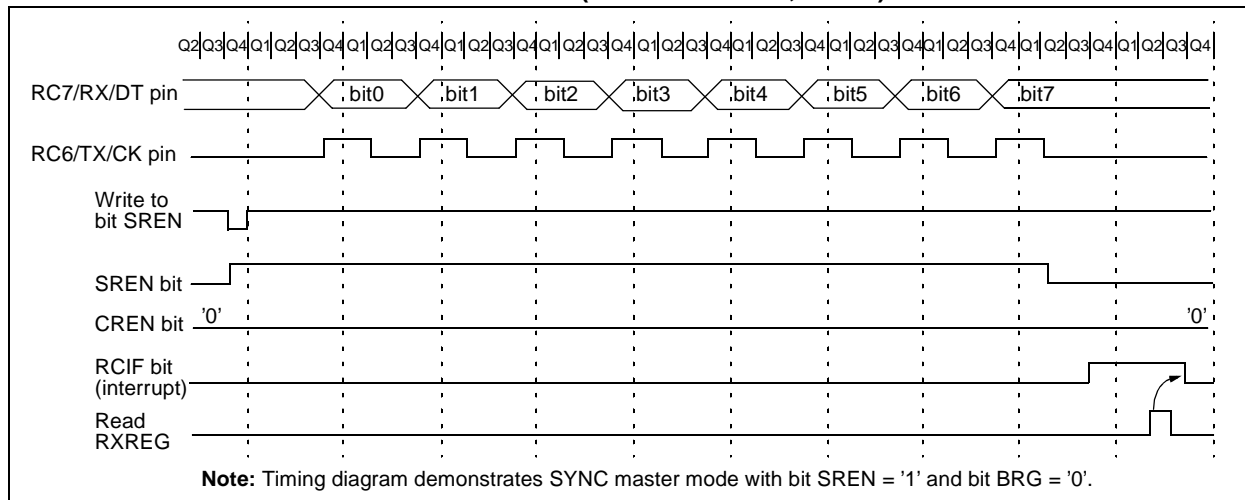 Q2 Q3 Q4 Q1 Q2 Q3 Q4 Q1 Q2 Q3 Q4 Q1 Q2 Q3 Q4 Q1 Q2 Q3 Q4 Q1 Q2 Q3 Q4 Q1 Q2 Q3 Q4 Q1 Q2 Q3 Q4 Q1 Q2 Q3 Q4 Q1 Q2 Q3 Q4 Q1 Q2 Q3 Q4
RC7/RX/DT pin bit0 bit1 bit2 bit3 bit4 bit5 bit6 bit7
RC6/TX/CK pin
Write to
bit SREN
SREN bit
CREN bit '0' '0'
RCIF bit
(interrupt)
Read
RXREG
Note: Timing diagram demonstrates SYNC master mode with bit SREN = '1' and bit BRG = '0'.